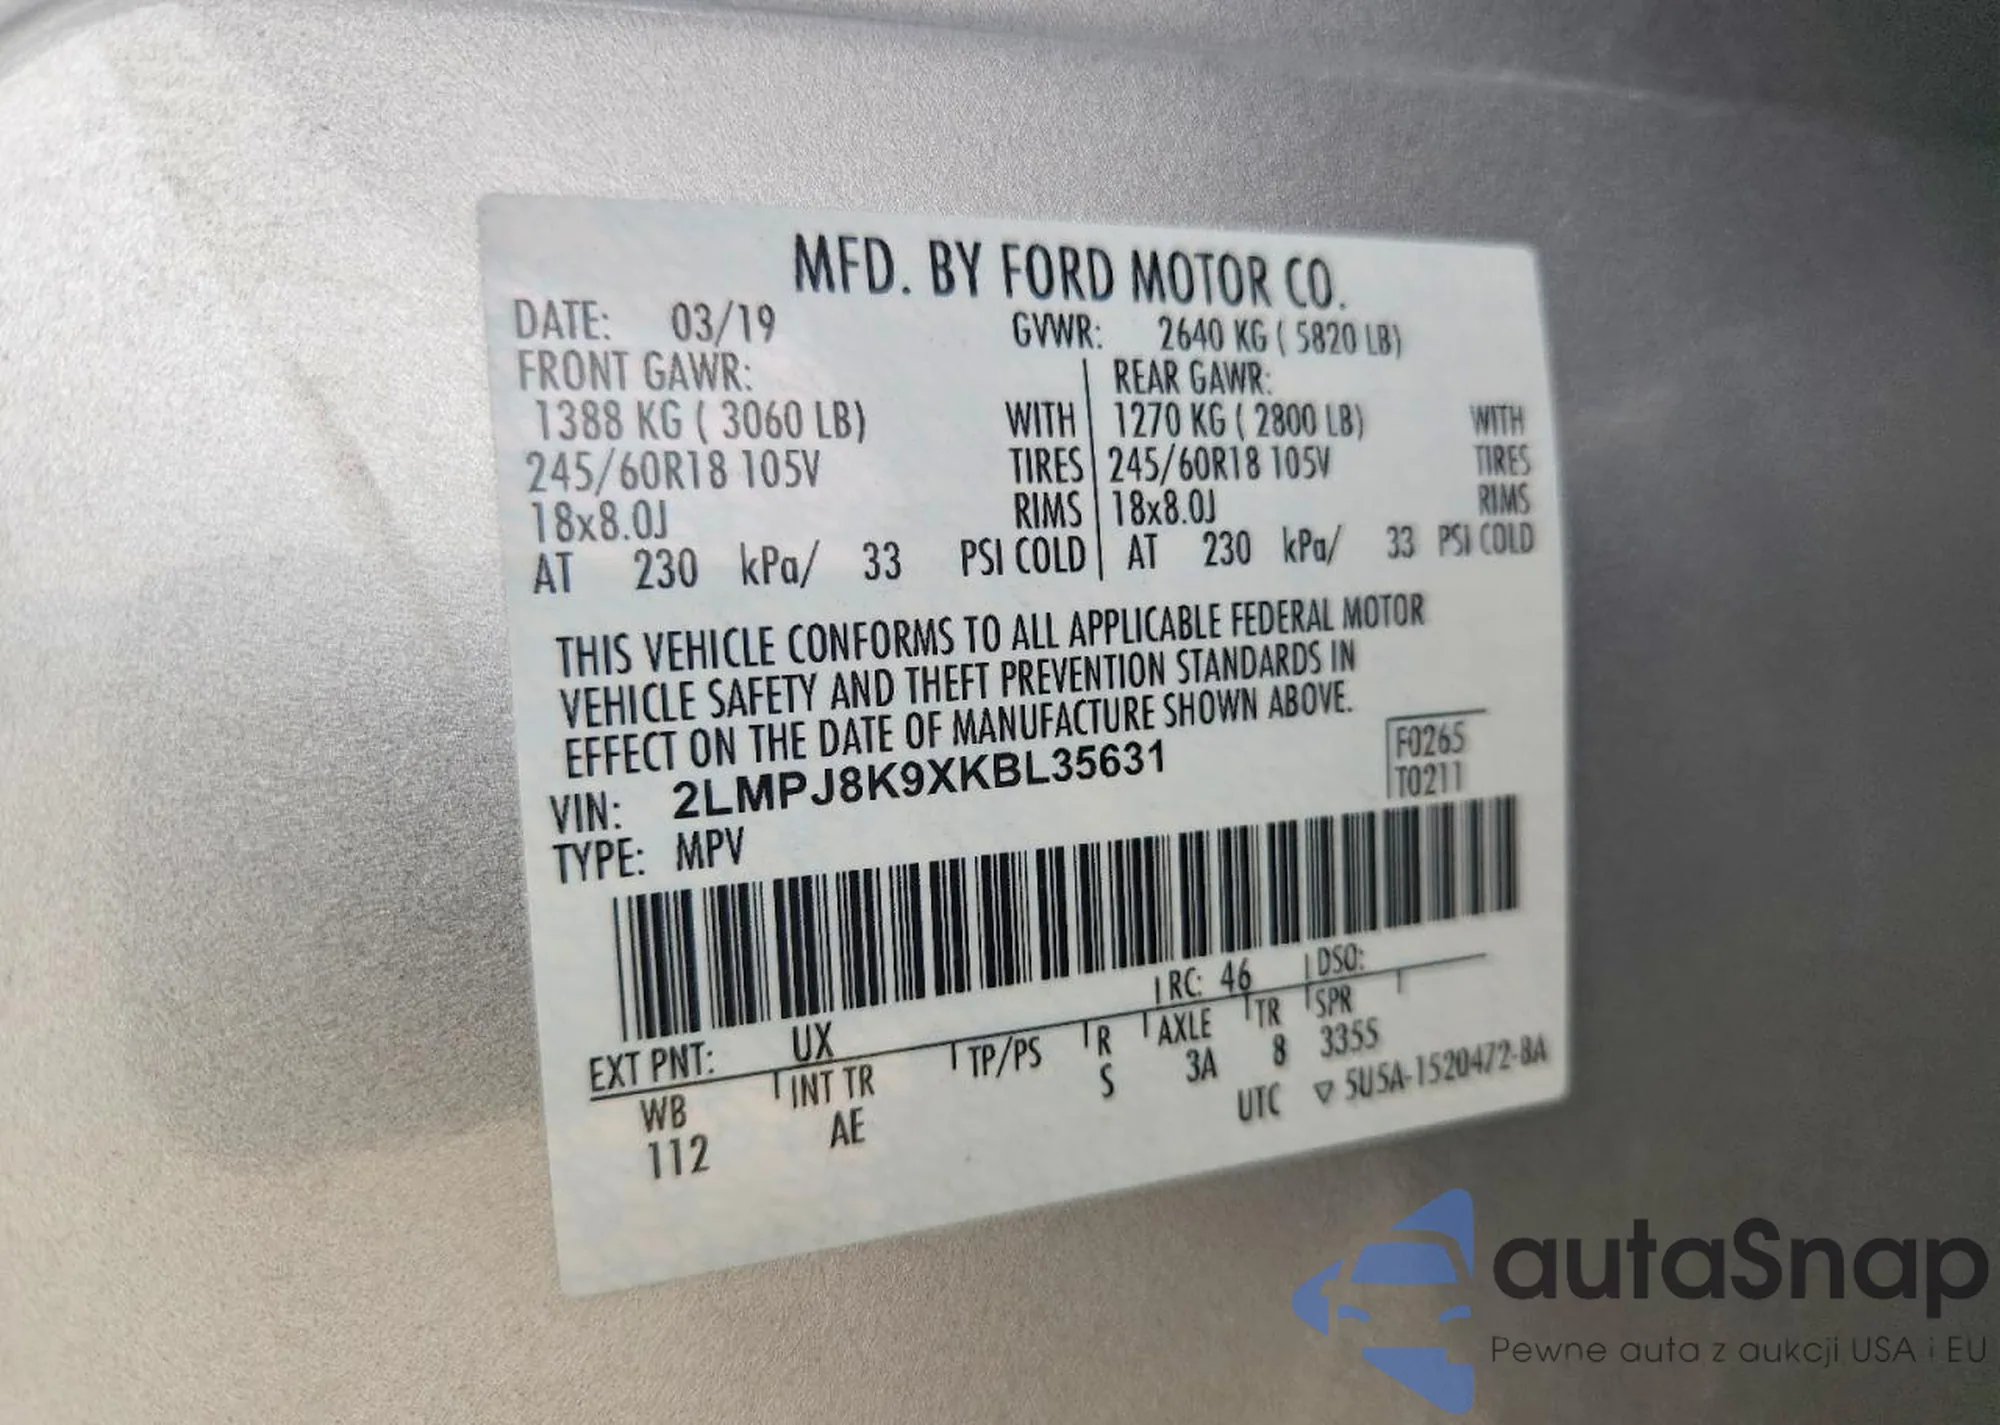 MFD. BY FORD MOTOR CO.
DATE: 03/19 GVWR: 2640 KG ( 5820 LB)
FRONT GAWR: REAR GAWR:
1388 KG ( 3060 LB) WITH 1270 KG ( 2800 LB) WITH
245/60R18 105V TIRES 245/60R18 105V TIRES
18x8.0J RIMS 18x8.0J RIMS
AT 230 kPa/ 33 PSI COLD AT 230 kPa/ 33 PSI COLD
THIS VEHICLE CONFORMS TO ALL APPLICABLE FEDERAL MOTOR
VEHICLE SAFETY AND THEFT PREVENTION STANDARDS IN
EFFECT ON THE DATE OF MANUFACTURE SHOWN ABOVE.
VIN: 2LMPJ8K9XKBL35631
F0265
T0211
TYPE: MPV
EXT PNT: UX RC: 46 DSO:
WB INT TR TP/PS R AXLE TR SPR
112 AE S 3A 8 3355
UTC ▽ 5U5A-1520472-BA
autaSnap
Pewne auta z aukcji USA i EU